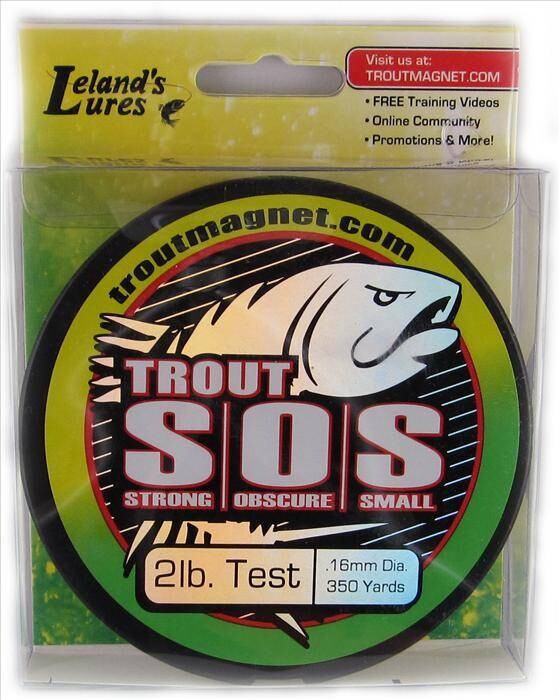 Leland's
Lures
Visit us at:
TROUTMAGNET.COM
• FREE Training Videos
• Online Community
• Promotions & More!
troutmagnet.com
TROUT
S|O|S
STRONG | OBSCURE | SMALL
2lb. Test
.16mm Dia.
350 Yards